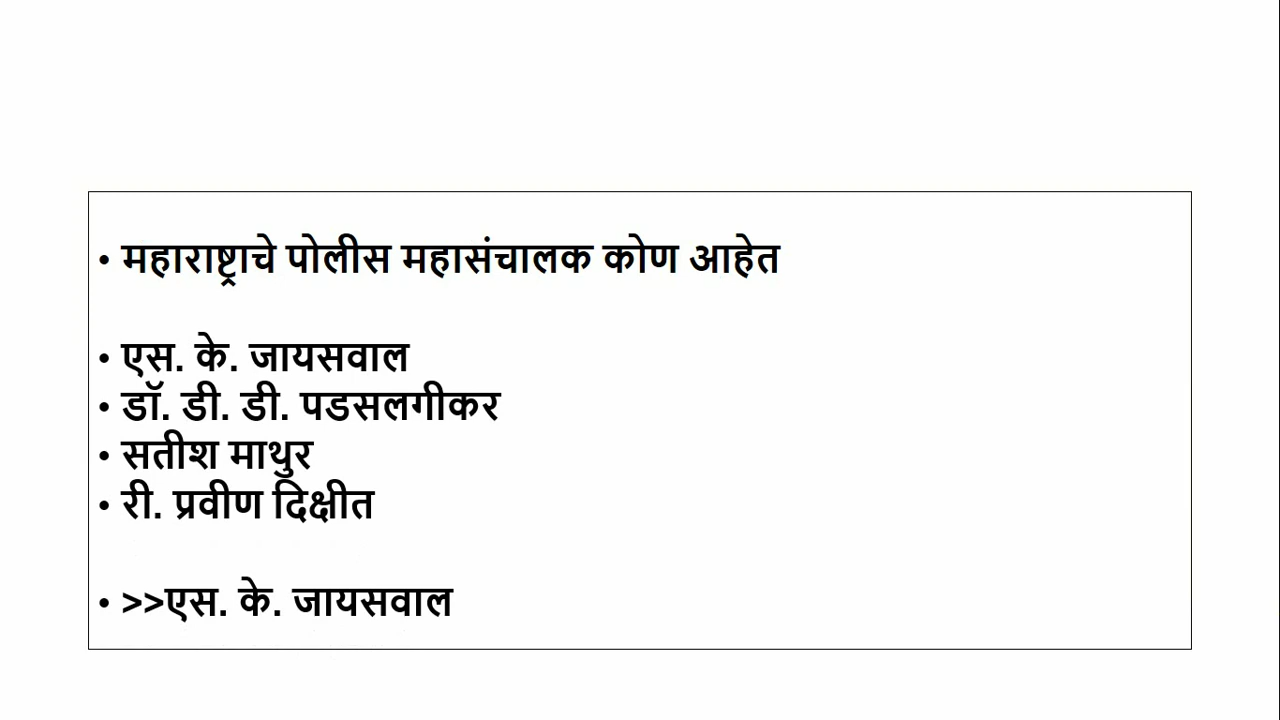 • महाराष्ट्राचे पोलीस महासंचालक कोण आहेत
• एस. के. जायसवाल
• डॉ. डी. डी. पडसलगीकर
• सतीश माथुर
• री. प्रवीण दिक्षीत
• >>एस. के. जायसवाल